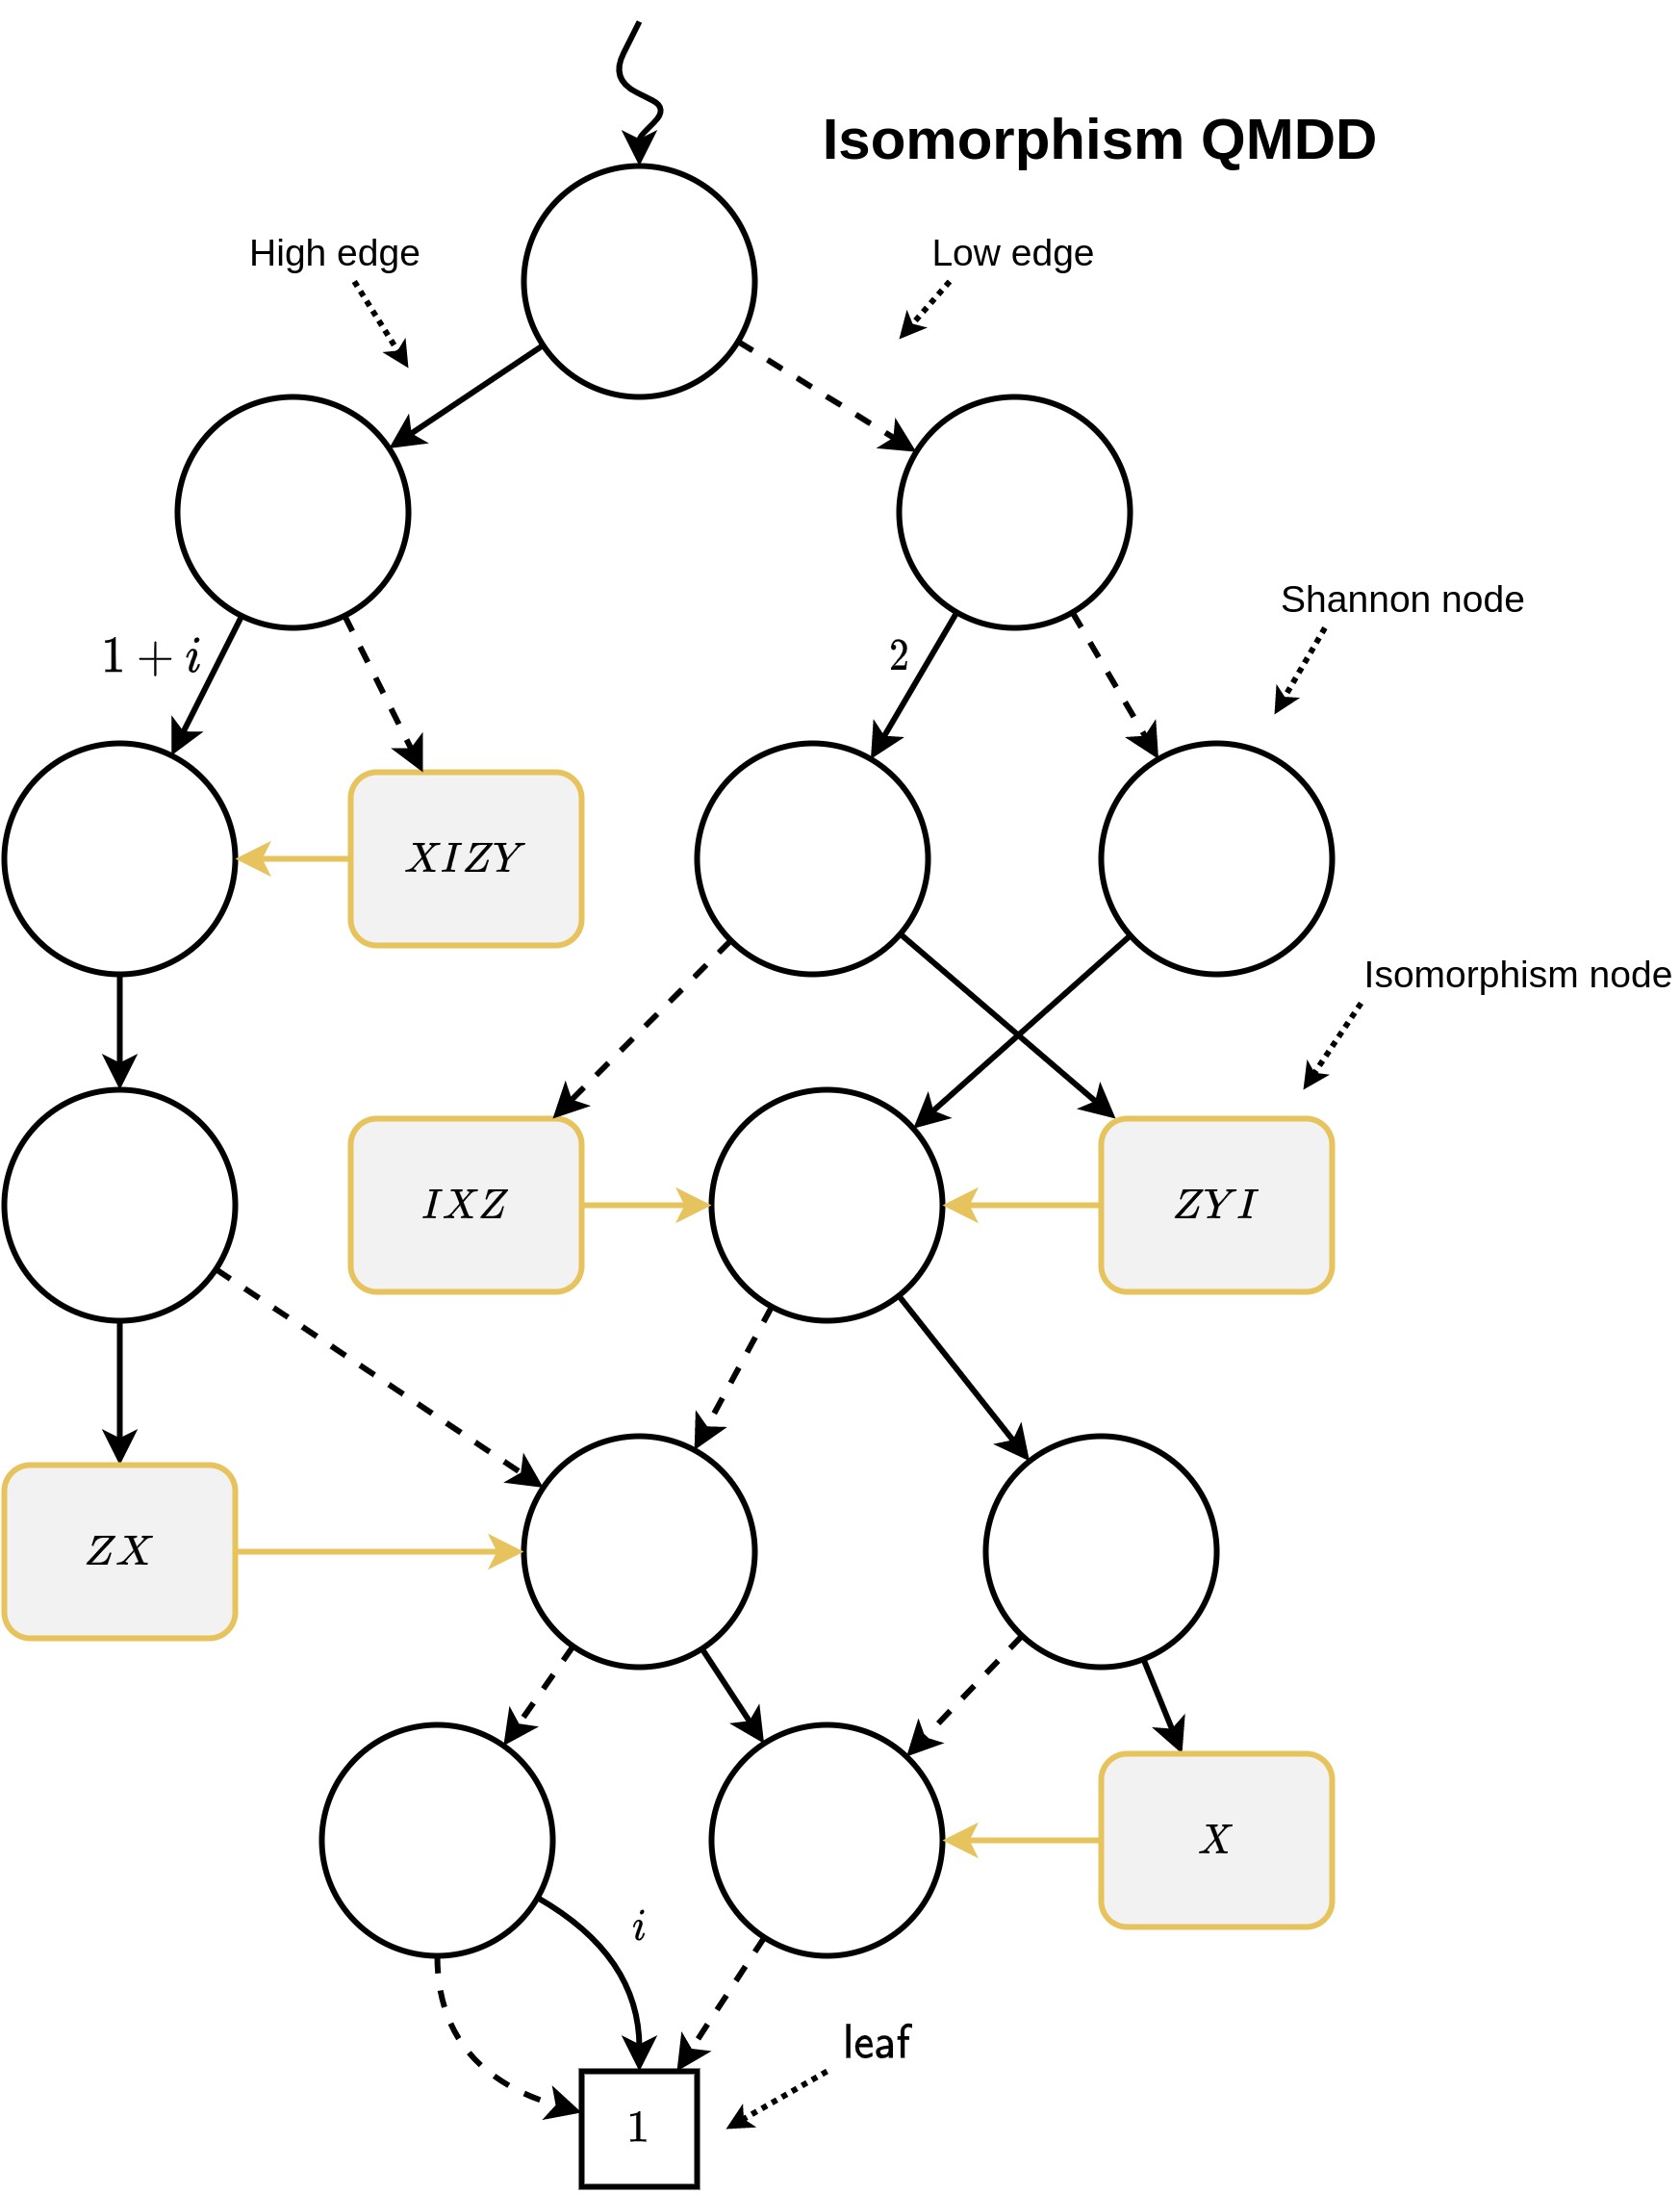 Isomorphism QMDD
High edge
Low edge
Shannon node
1 + i
2
XIZY
Isomorphism node
IXZ
ZYI
ZX
X
i
leaf
1